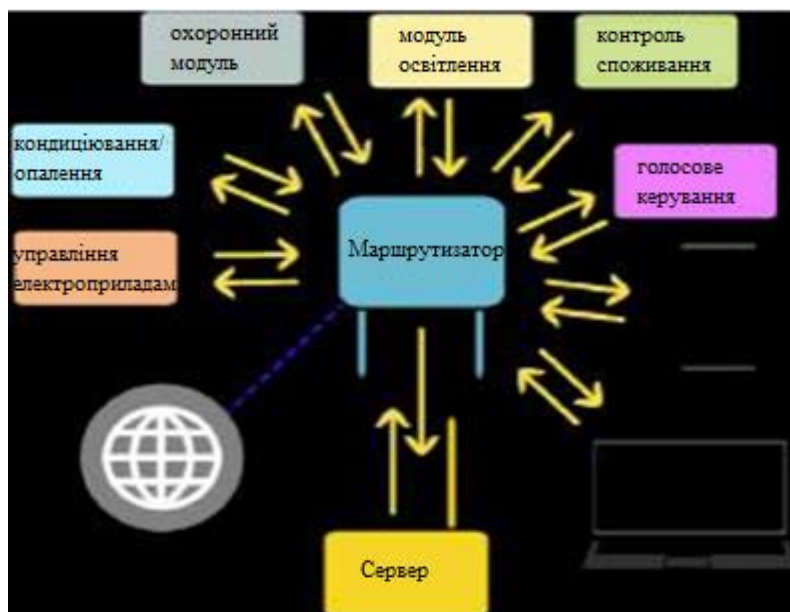 охоронний
модуль
модуль
освітлення
контроль
споживання
кондиціювання/
опалення
голосове
керування
управління
електроприладам
Маршрутизатор
Сервер